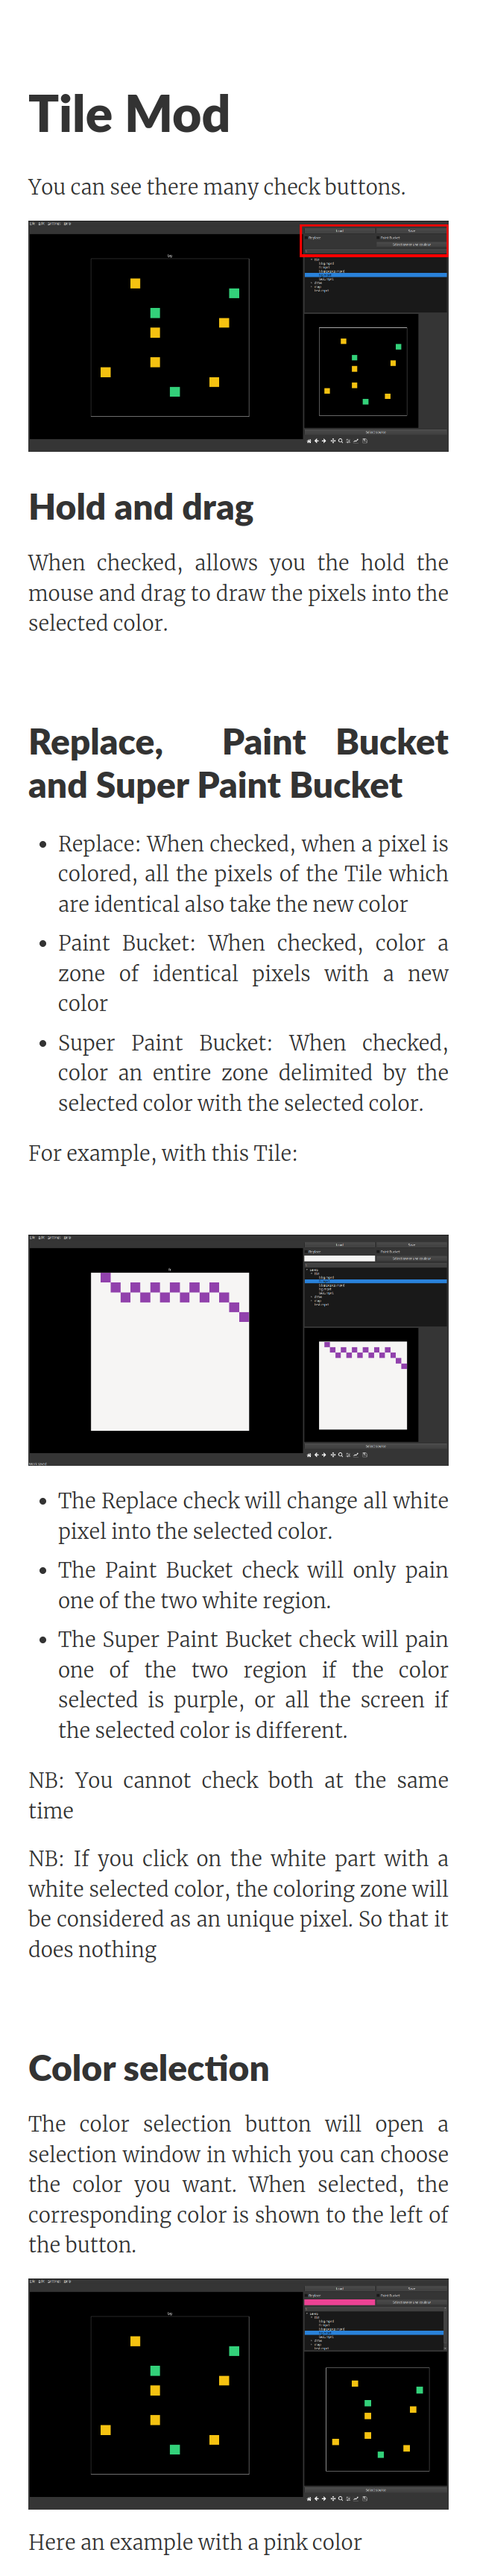 Tile Mod
You can see there many check buttons.
Hold and drag
When checked, allows you the hold the
mouse and drag to draw the pixels into the
selected color.
Replace, Paint Bucket
and Super Paint Bucket
• Replace: When checked, when a pixel is
colored, all the pixels of the Tile which
are identical also take the new color
• Paint Bucket: When checked, color a
zone of identical pixels with a new
color
• Super Paint Bucket: When checked,
color an entire zone delimited by the
selected color with the selected color.
For example, with this Tile:
• The Replace check will change all white
pixel into the selected color.
• The Paint Bucket check will only pain
one of the two white region.
• The Super Paint Bucket check will pain
one of the two region if the color
selected is purple, or all the screen if
the selected color is different.
NB: You cannot check both at the same
time
NB: If you click on the white part with a
white selected color, the coloring zone will
be considered as an unique pixel. So that it
does nothing
Color selection
The color selection button will open a
selection window in which you can choose
the color you want. When selected, the
corresponding color is shown to the left of
the button.
Here an example with a pink color